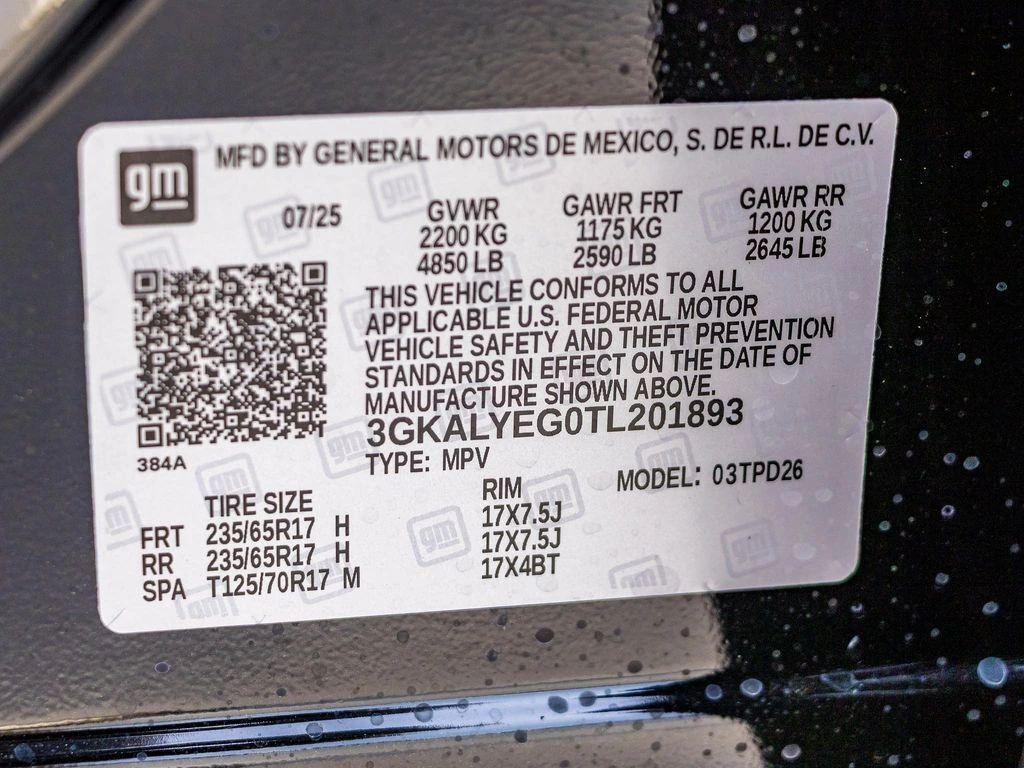 gm
MFD BY GENERAL MOTORS DE MEXICO, S. DE R.L. DE C.V.
07/25
GVWR
2200 KG
4850 LB
GAWR FRT
1175 KG
2590 LB
GAWR RR
1200 KG
2645 LB
THIS VEHICLE CONFORMS TO ALL
APPLICABLE U.S. FEDERAL MOTOR
VEHICLE SAFETY AND THEFT PREVENTION
STANDARDS IN EFFECT ON THE DATE OF
MANUFACTURE SHOWN ABOVE.
3GKALYEG0TL201893
384A
TYPE: MPV
MODEL: 03TPD26
TIRE SIZE RIM
FRT 235/65R17 H 17X7.5J
RR 235/65R17 H 17X7.5J
SPA T125/70R17 M 17X4BT